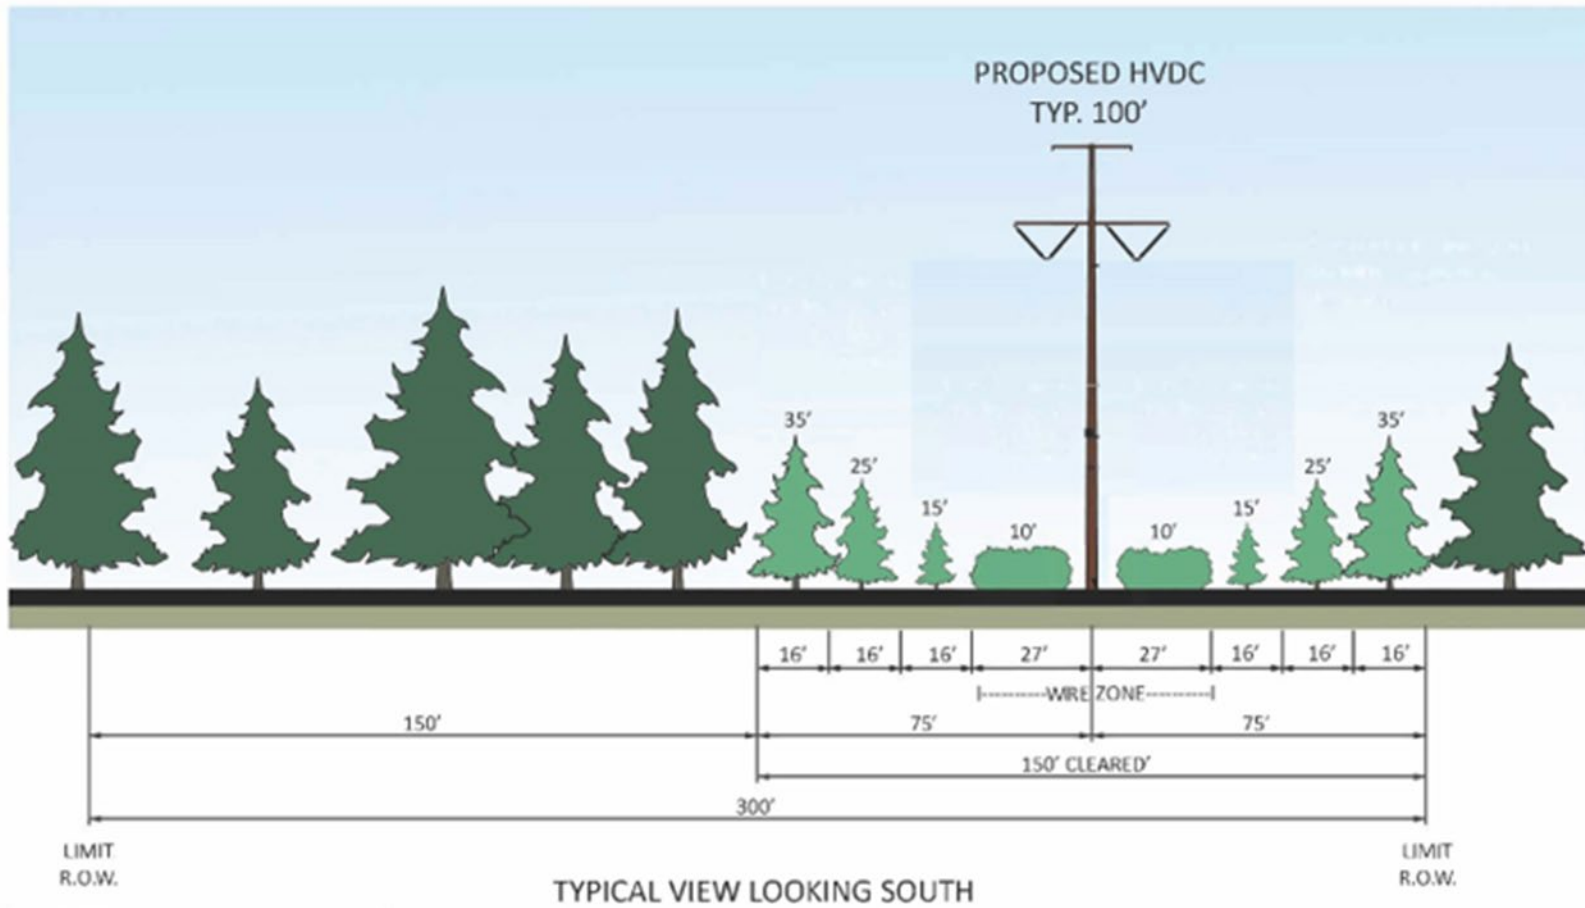 PROPOSED HVDC
TYP. 100'
35'
25'
15'
10'
10'
15'
25'
35'
16'
16'
16'
27'
27'
16'
16'
16'
|----------WIRE ZONE----------|
150'
75'
75'
150' CLEARED'
300'
LIMIT
R.O.W.
LIMIT
R.O.W.
TYPICAL VIEW LOOKING SOUTH